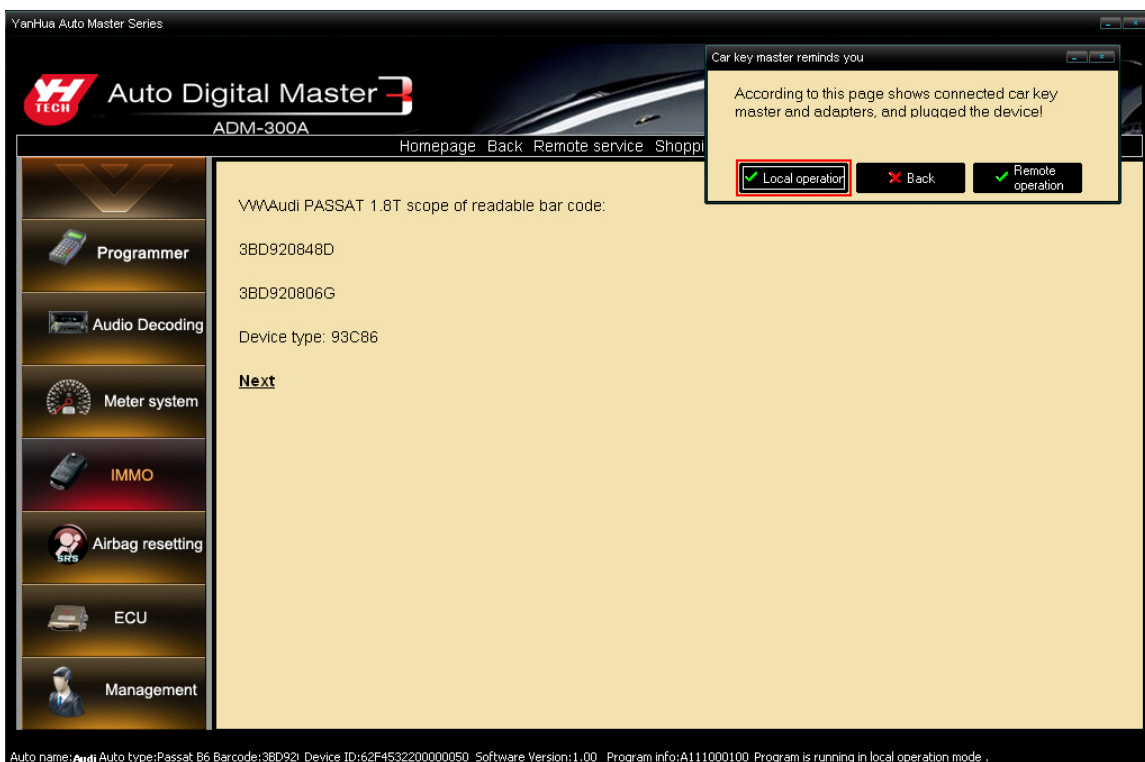 YanHua Auto Master Series
YH
TECH
Auto Digital Master 3
ADM-300A
Homepage Back Remote service Shoppi
Car key master reminds you
According to this page shows connected car key
master and adapters, and plugged the device!
Local operation
Back
Remote
operation
Programmer
Audio Decoding
Meter system
IMMO
Airbag resetting
SRS
ECU
Management
VW\Audi PASSAT 1.8T scope of readable bar code:
3BD920848D
3BD920806G
Device type: 93C86
Next
Auto name:Audi Auto type:Passat B6 Barcode:3BD92( Device ID:62F4532200000050 Software Version:1.00 Program info:A111000100 Program is running in local operation mode .